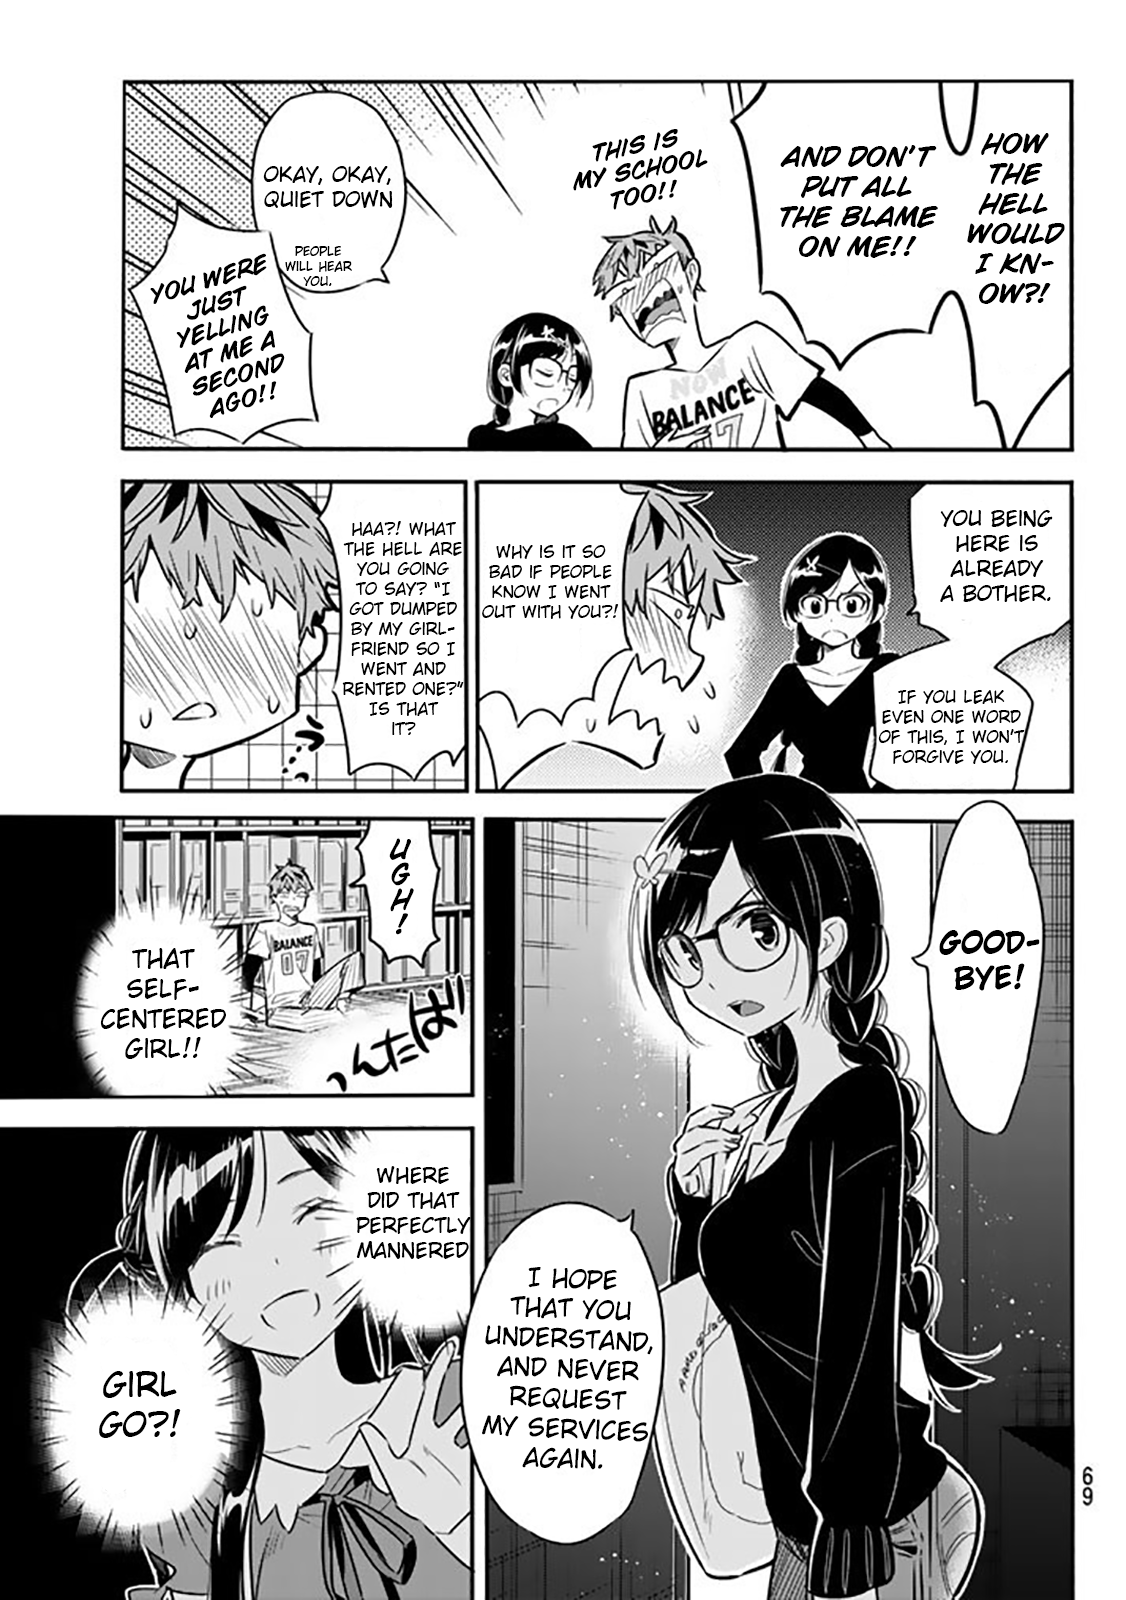 HOW
THE
HELL
WOULD
I KN-
OW?!
AND DON'T
PUT ALL
THE BLAME
ON ME!!
THIS IS
MY SCHOOL
TOO!!
NOW
BALANCE
07
OKAY, OKAY,
QUIET DOWN
PEOPLE
WILL HEAR
YOU.
YOU WERE
JUST
YELLING
AT ME A
SECOND
AGO!!
YOU BEING
HERE IS
ALREADY
A BOTHER.
IF YOU LEAK
EVEN ONE WORD
OF THIS, I WON'T
FORGIVE YOU.
WHY IS IT SO
BAD IF PEOPLE
KNOW I WENT
OUT WITH YOU?!
HAA?! WHAT
THE HELL ARE
YOU GOING
TO SAY? "I
GOT DUMPED
BY MY GIRL-
FRIEND SO I
WENT AND
RENTED ONE?"
IS THAT
IT?
GOOD-
BYE!
I HOPE
THAT YOU
UNDERSTAND,
AND NEVER
REQUEST
MY SERVICES
AGAIN.
UGH!
BALANCE
07
ばたんっ
THAT
SELF-
CENTERED
GIRL!!
WHERE
DID THAT
PERFECTLY
MANNERED
GIRL
GO?!
69